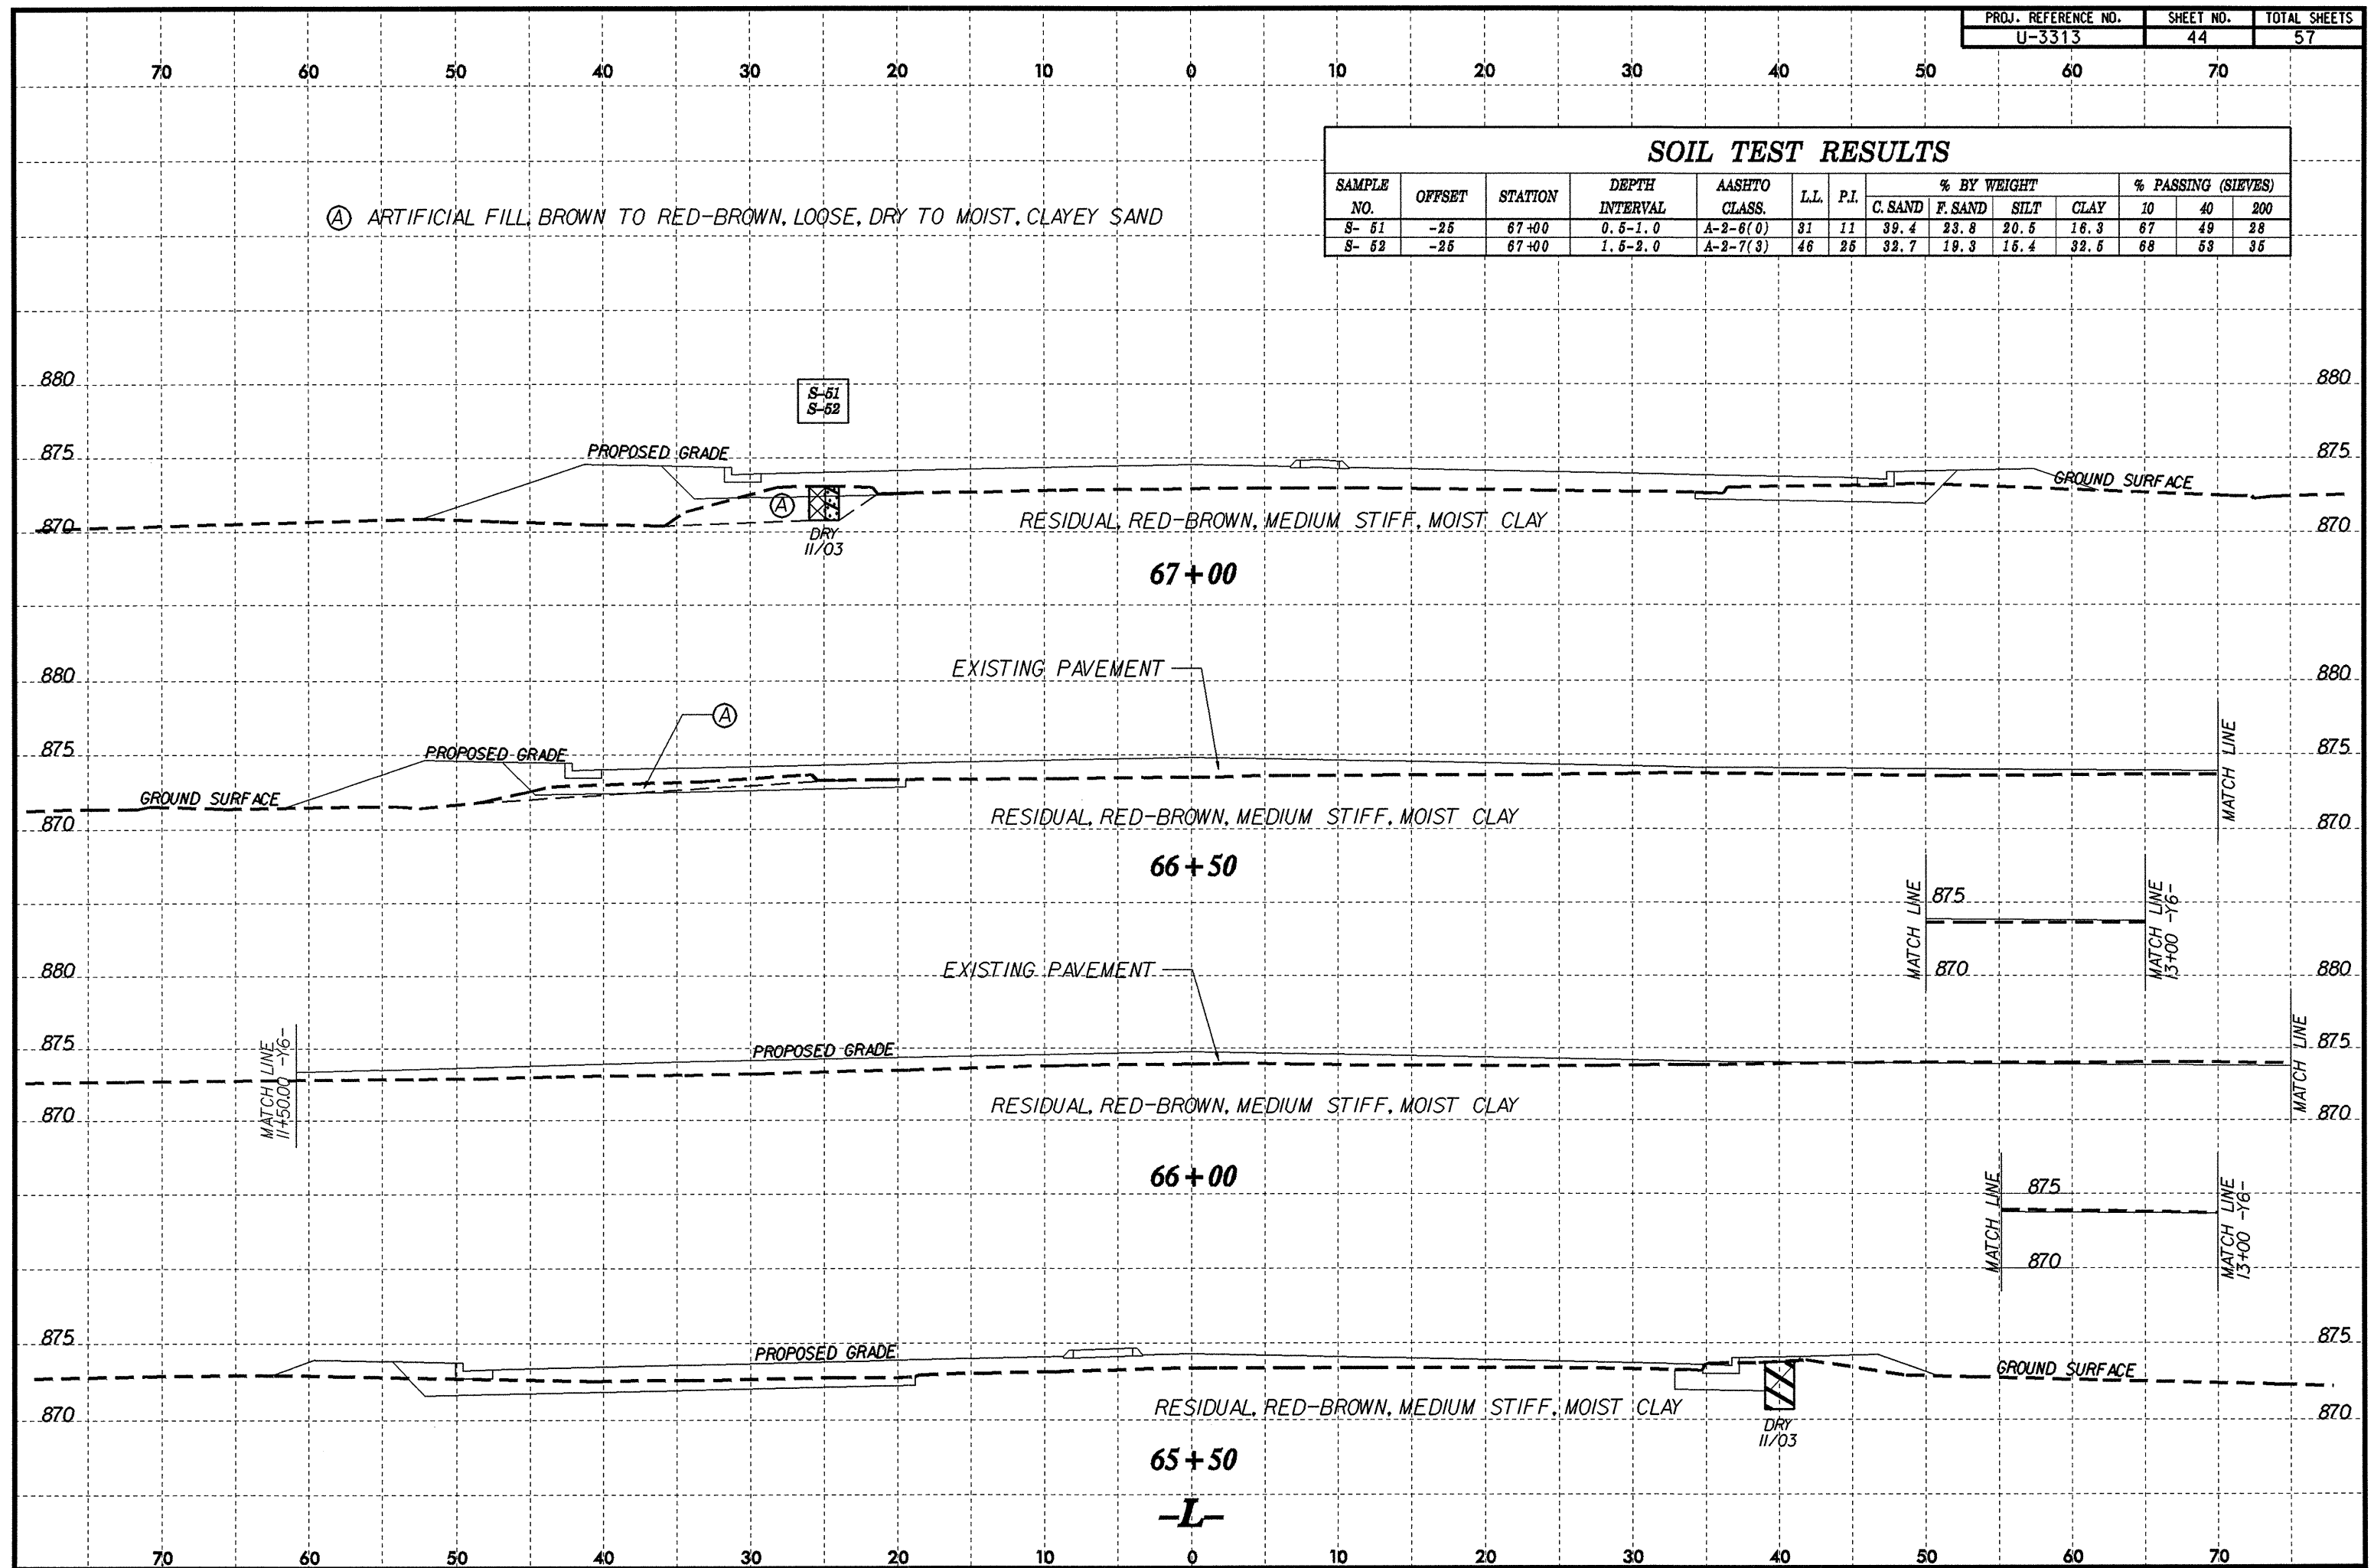 PROJ. REFERENCE NO. SHEET NO. TOTAL SHEETS
U-3313 44 57
70 60 50 40 30 20 10 0 10 20 30 40 50 60 70
SOIL TEST RESULTS
SAMPLE NO. OFFSET STATION DEPTH INTERVAL AASHTO CLASS. L.L. P.I. % BY WEIGHT % PASSING (SIEVES)
C. SAND F. SAND SILT CLAY 10 40 200
S- 51 -25 67+00 0.5-1.0 A-2-6(0) 31 11 39.4 23.8 20.5 16.3 67 49 28
S- 52 -25 67+00 1.5-2.0 A-2-7(3) 46 25 32.7 19.3 15.4 32.5 68 53 35
A ARTIFICIAL FILL, BROWN TO RED-BROWN, LOOSE, DRY TO MOIST, CLAYEY SAND
880 880
S-51
S-52
875 PROPOSED GRADE 875
GROUND SURFACE
A
870 RESIDUAL, RED-BROWN, MEDIUM STIFF, MOIST CLAY 870
DRY
11/03
67+00
880 EXISTING PAVEMENT 880
A
875 PROPOSED GRADE 875
MATCH LINE
GROUND SURFACE
870 RESIDUAL, RED-BROWN, MEDIUM STIFF, MOIST CLAY 870
66+50
MATCH LINE
875
870
MATCH LINE
13+00 -Y6-
880 EXISTING PAVEMENT 880
875 PROPOSED GRADE 875
MATCH LINE
11+50.00 -Y6-
MATCH LINE
870 RESIDUAL, RED-BROWN, MEDIUM STIFF, MOIST CLAY 870
66+00
MATCH LINE
875
870
MATCH LINE
13+00 -Y6-
875 PROPOSED GRADE 875
GROUND SURFACE
870 RESIDUAL, RED-BROWN, MEDIUM STIFF, MOIST CLAY 870
DRY
11/03
65+50
-L-
70 60 50 40 30 20 10 0 10 20 30 40 50 60 70